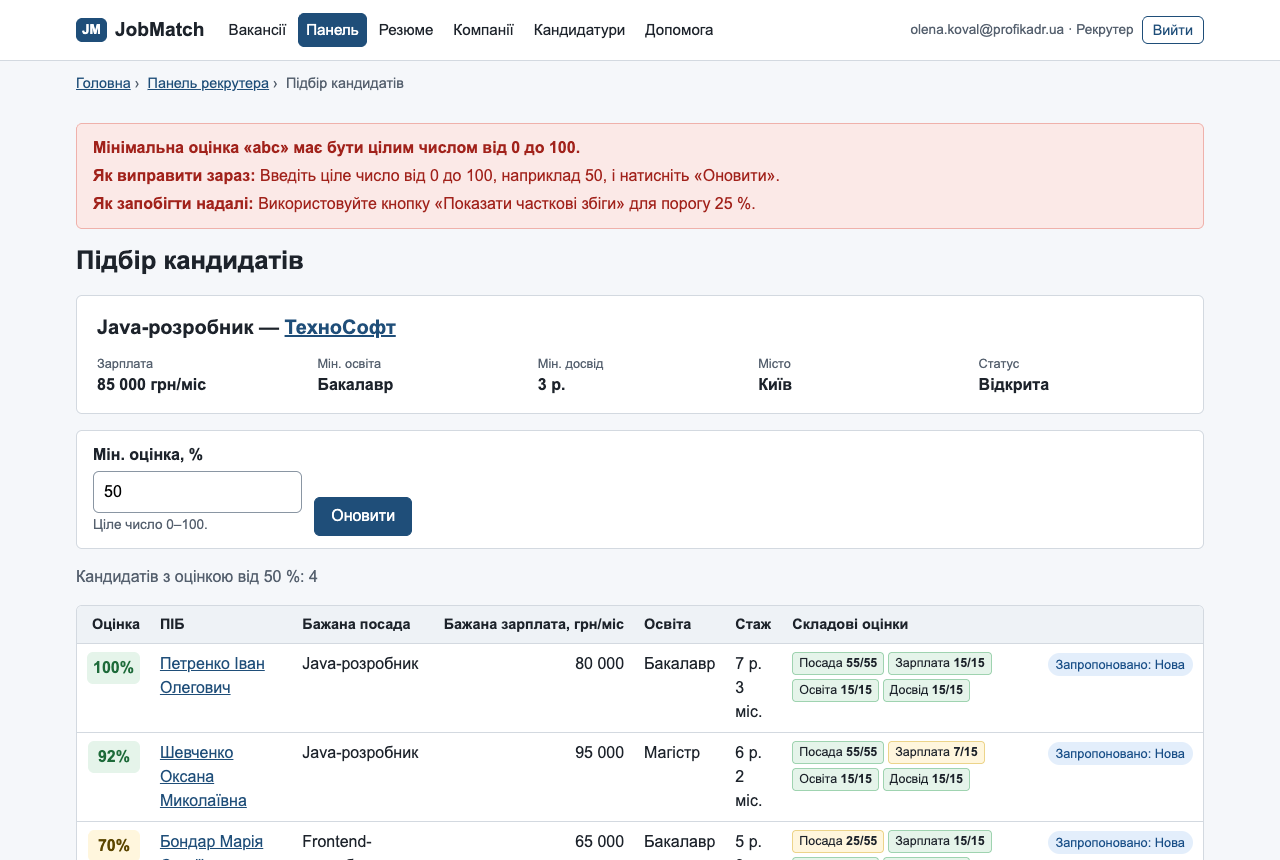 JM JobMatch Вакансії Панель Резюме Компанії Кандидатури Допомога olena.koval@profikadr.ua · Рекрутер Вийти
Головна › Панель рекрутера › Підбір кандидатів
Мінімальна оцінка «abc» має бути цілим числом від 0 до 100.
Як виправити зараз: Введіть ціле число від 0 до 100, наприклад 50, і натисніть «Оновити».
Як запобігти надалі: Використовуйте кнопку «Показати часткові збіги» для порогу 25 %.
Підбір кандидатів
Java-розробник — ТехноСофт
Зарплата Мін. освіта Мін. досвід Місто Статус
85 000 грн/міс Бакалавр 3 р. Київ Відкрита
Мін. оцінка, %
50
Оновити
Ціле число 0–100.
Кандидатів з оцінкою від 50 %: 4
Оцінка ПІБ Бажана посада Бажана зарплата, грн/міс Освіта Стаж Складові оцінки
100% Петренко Іван Java-розробник 80 000 Бакалавр 7 р. Посада 55/55 Зарплата 15/15 Запропоновано: Нова
Олегович 3 Освіта 15/15 Досвід 15/15
міс.
92% Шевченко Java-розробник 95 000 Магістр 6 р. Посада 55/55 Зарплата 7/15 Запропоновано: Нова
Оксана 2 Освіта 15/15 Досвід 15/15
Миколаївна міс.
70% Бондар Марія Frontend- 65 000 Бакалавр 5 р. Посада 25/55 Зарплата 15/15 Запропоновано: Нова